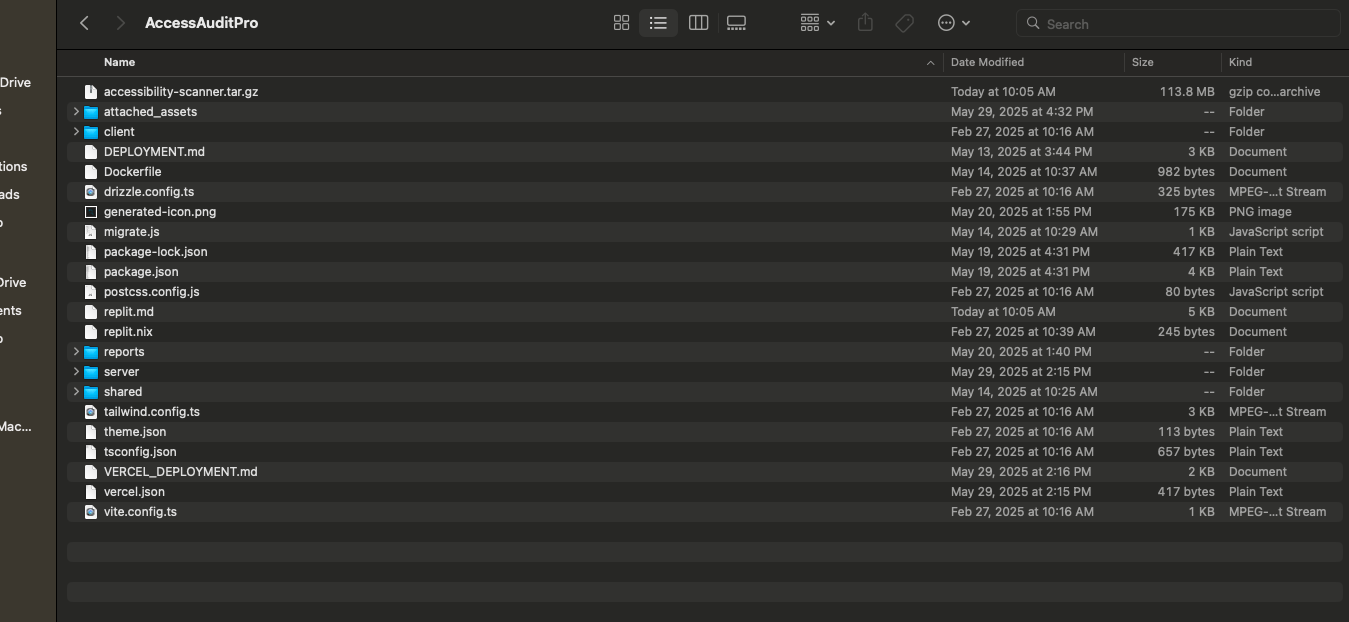 AccessAuditPro
Search
Drive
s
tions
ads
Drive
ents
Mac...
Name Date Modified Size Kind
accessibility-scanner.tar.gz Today at 10:05 AM 113.8 MB gzip co...archive
attached_assets May 29, 2025 at 4:32 PM -- Folder
client Feb 27, 2025 at 10:16 AM -- Folder
DEPLOYMENT.md May 13, 2025 at 3:44 PM 3 KB Document
Dockerfile May 14, 2025 at 10:37 AM 982 bytes Document
drizzle.config.ts Feb 27, 2025 at 10:16 AM 325 bytes MPEG-...t Stream
generated-icon.png May 20, 2025 at 1:55 PM 175 KB PNG image
migrate.js May 14, 2025 at 10:29 AM 1 KB JavaScript script
package-lock.json May 19, 2025 at 4:31 PM 417 KB Plain Text
package.json May 19, 2025 at 4:31 PM 4 KB Plain Text
postcss.config.js Feb 27, 2025 at 10:16 AM 80 bytes JavaScript script
replit.md Today at 10:05 AM 5 KB Document
replit.nix Feb 27, 2025 at 10:39 AM 245 bytes Document
reports May 20, 2025 at 1:40 PM -- Folder
server May 29, 2025 at 2:15 PM -- Folder
shared May 14, 2025 at 10:25 AM -- Folder
tailwind.config.ts Feb 27, 2025 at 10:16 AM 3 KB MPEG-...t Stream
theme.json Feb 27, 2025 at 10:16 AM 113 bytes Plain Text
tsconfig.json Feb 27, 2025 at 10:16 AM 657 bytes Plain Text
VERCEL_DEPLOYMENT.md May 29, 2025 at 2:16 PM 2 KB Document
vercel.json May 29, 2025 at 2:15 PM 417 bytes Plain Text
vite.config.ts Feb 27, 2025 at 10:16 AM 1 KB MPEG-...t Stream